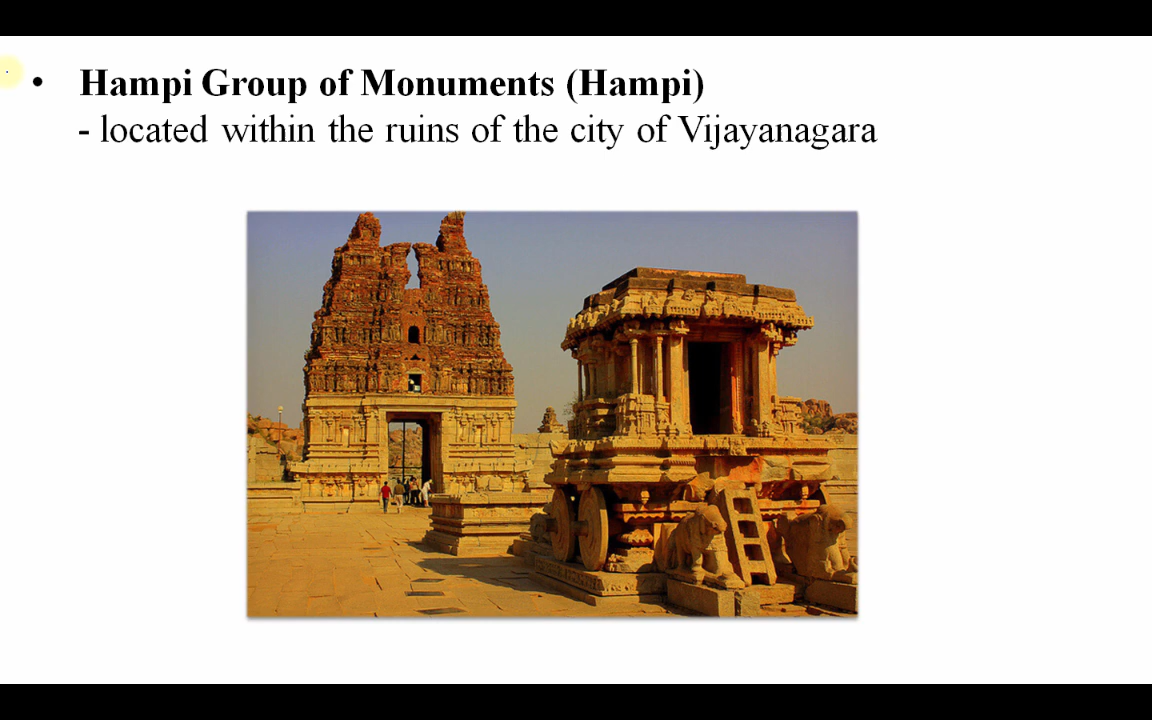 • Hampi Group of Monuments (Hampi)
- located within the ruins of the city of Vijayanagara